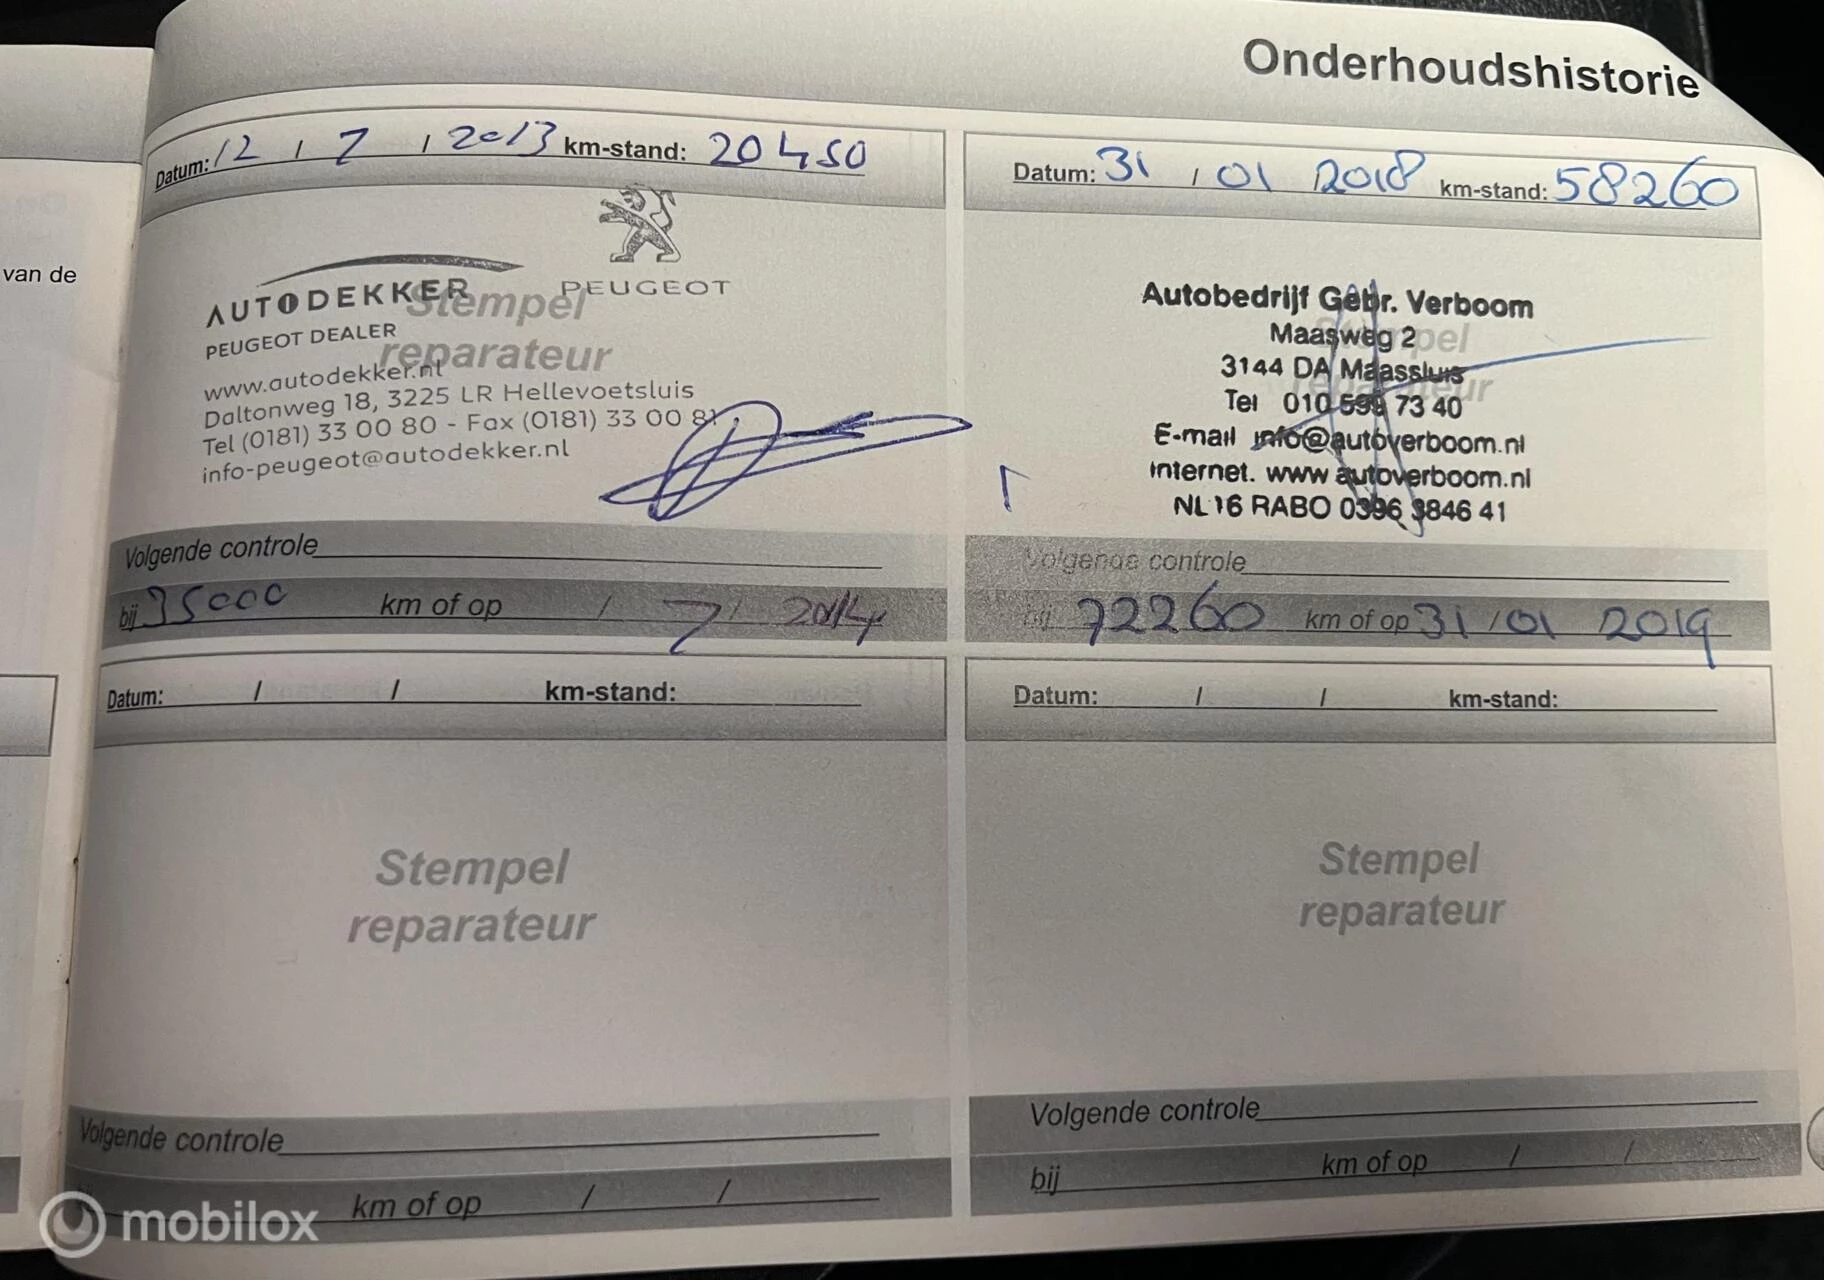 Onderhoudshistorie
van de
Datum: 12 / 7 / 2013 km-stand: 20450
PEUGEOT
AUTODEKKER
PEUGEOT DEALER
Stempel
reparateur
www.autodekker.nl
Daltonweg 18, 3225 LR Hellevoetsluis
Tel (0181) 33 00 80 - Fax (0181) 33 00 81
info-peugeot@autodekker.nl
Volgende controle
bij 35000 km of op / 7 / 2014
Datum: 31 / 01 / 2018 km-stand: 58260
Stempel
reparateur
Autobedrijf Gebr. Verboom
Maasweg 2
3144 DA Maassluis
Tel 010 599 73 40
E-mail info@autoverboom.nl
Internet. www autoverboom.nl
NL16 RABO 0396 3846 41
Volgende controle
bij 72260 km of op 31 / 01 2019
Datum: / / km-stand:
Stempel
reparateur
Volgende controle
km of op / /
Datum: / / km-stand:
Stempel
reparateur
Volgende controle
bij km of op / /
mobilox